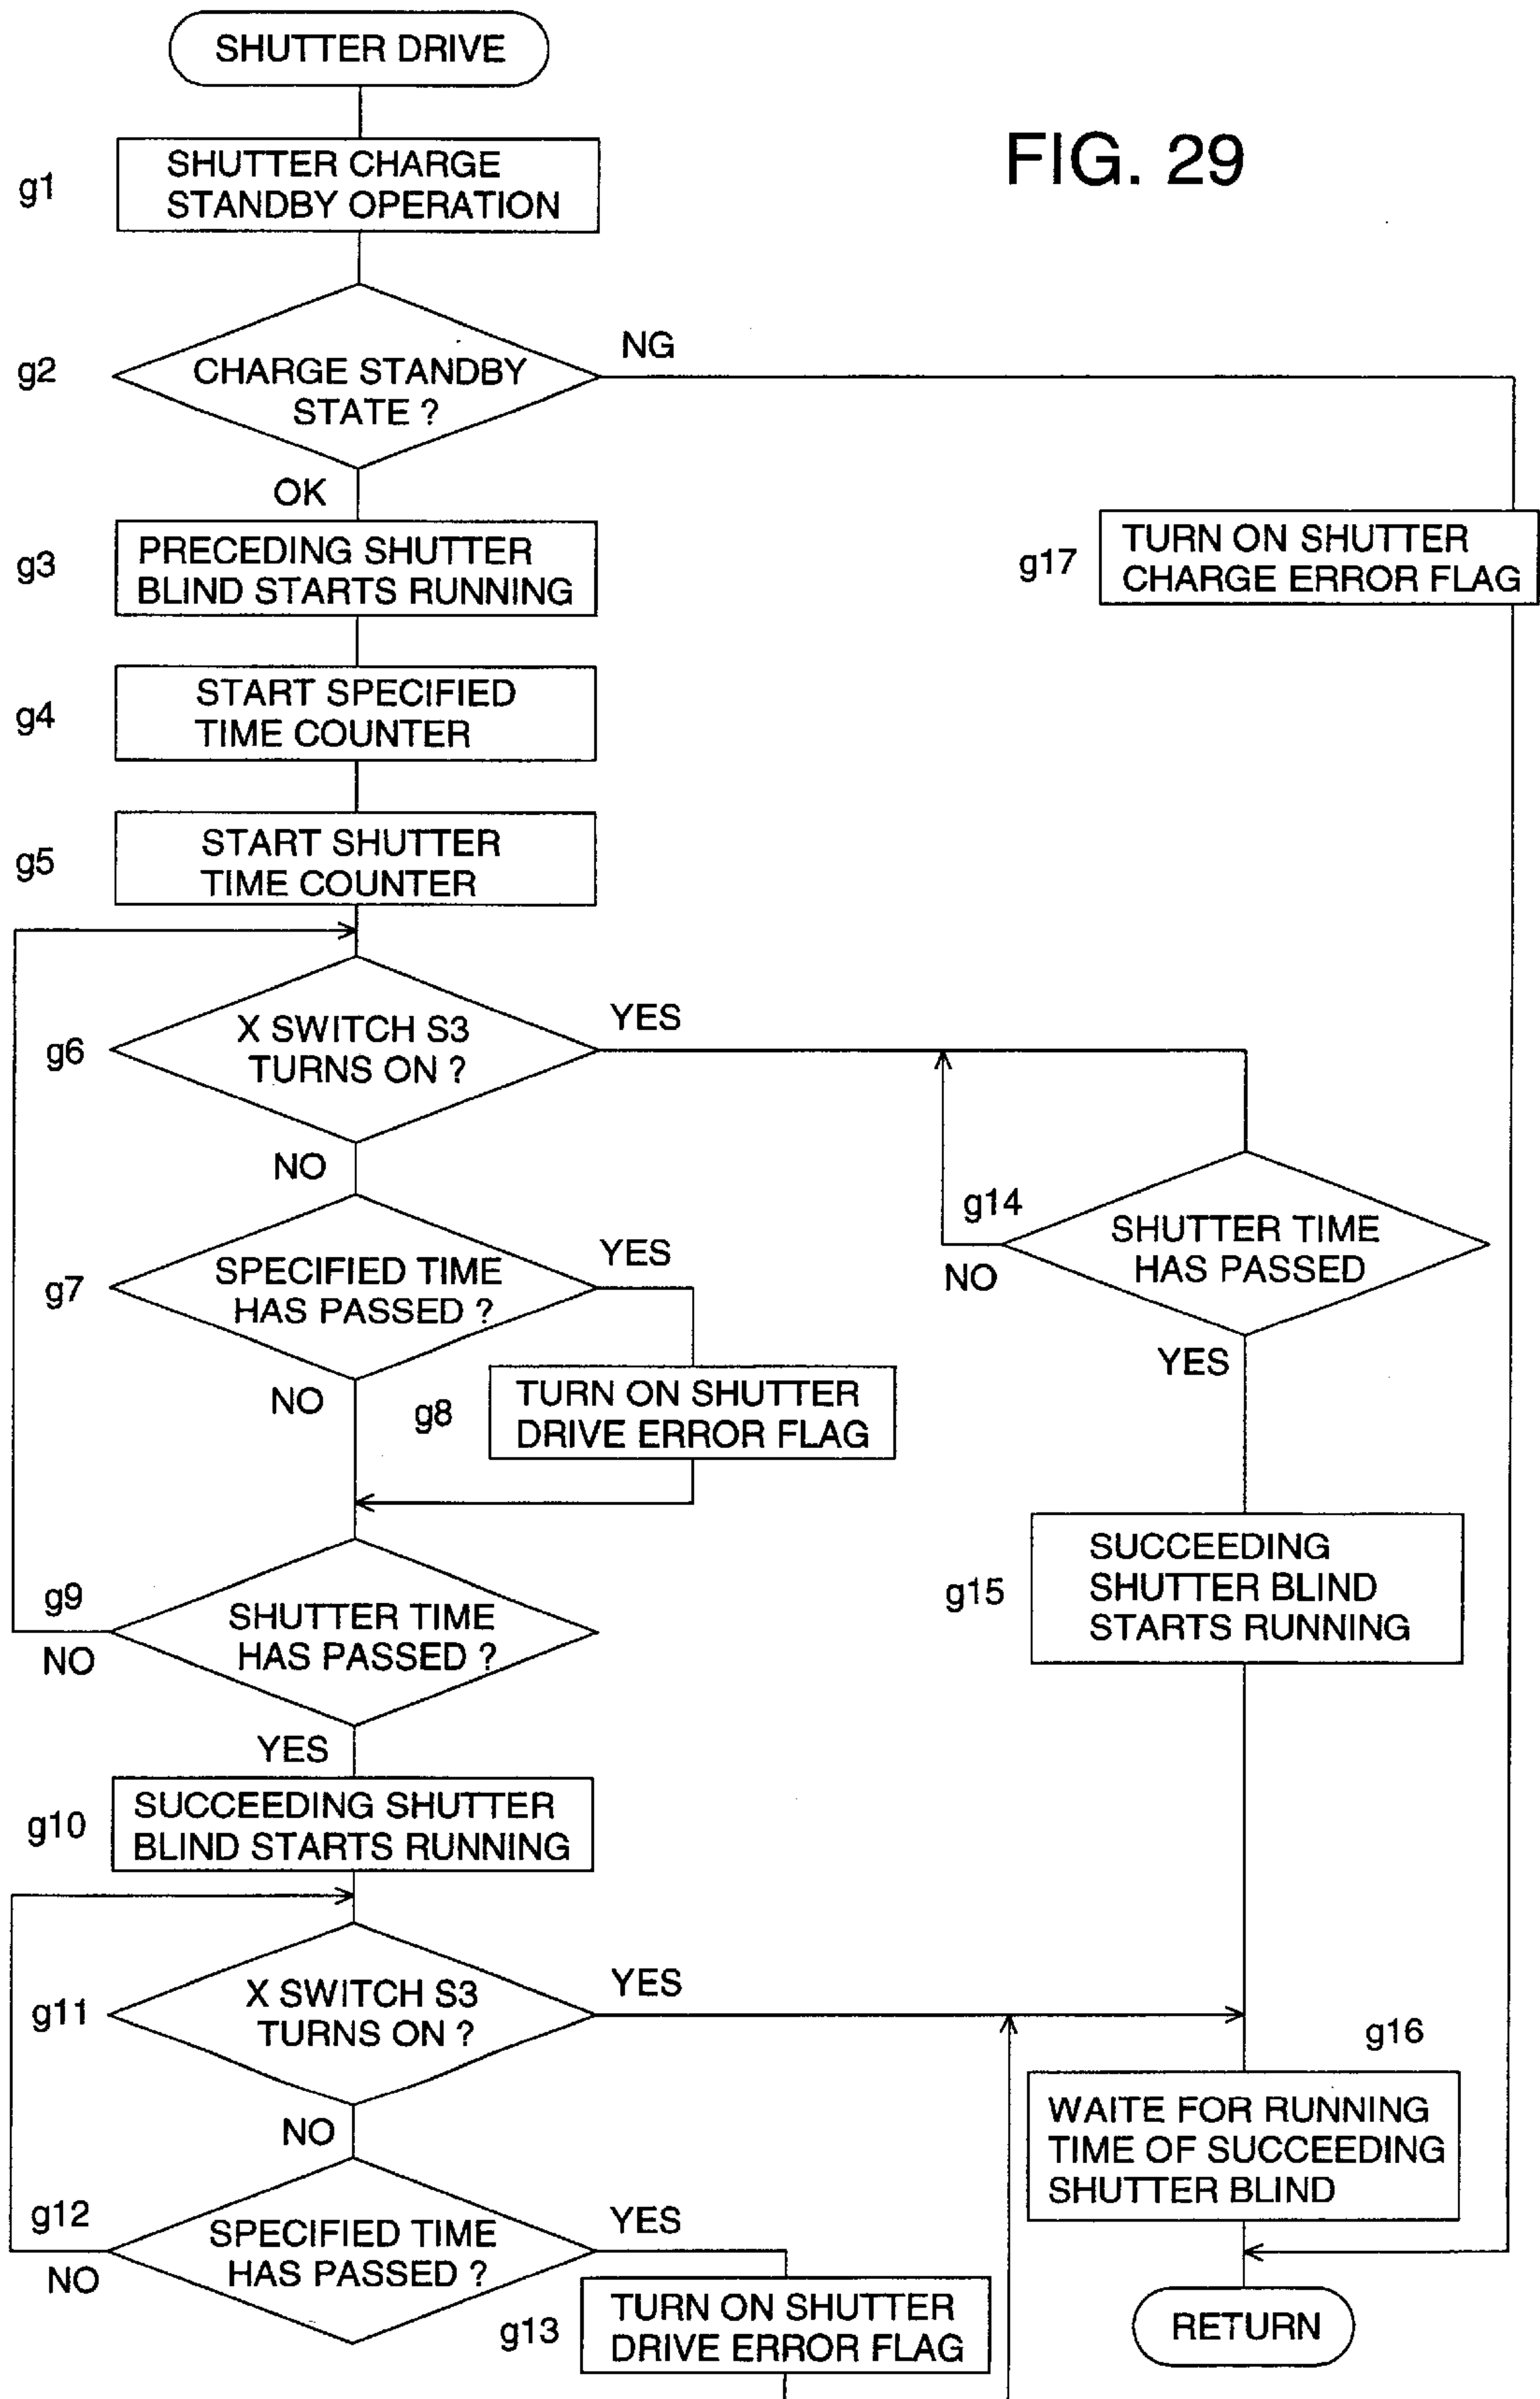 SHUTTER DRIVE
FIG. 29
g1
SHUTTER CHARGE
STANDBY OPERATION
g2
CHARGE STANDBY
STATE ?
NG
OK
g3
PRECEDING SHUTTER
BLIND STARTS RUNNING
g17
TURN ON SHUTTER
CHARGE ERROR FLAG
g4
START SPECIFIED
TIME COUNTER
g5
START SHUTTER
TIME COUNTER
g6
X SWITCH S3
TURNS ON ?
YES
NO
g14
SHUTTER TIME
HAS PASSED
NO
YES
g7
SPECIFIED TIME
HAS PASSED ?
YES
NO
g8
TURN ON SHUTTER
DRIVE ERROR FLAG
g9
SHUTTER TIME
HAS PASSED ?
NO
YES
g15
SUCCEEDING
SHUTTER BLIND
STARTS RUNNING
g10
SUCCEEDING SHUTTER
BLIND STARTS RUNNING
g11
X SWITCH S3
TURNS ON ?
YES
NO
g16
WAITE FOR RUNNING
TIME OF SUCCEEDING
SHUTTER BLIND
g12
SPECIFIED TIME
HAS PASSED ?
YES
NO
g13
TURN ON SHUTTER
DRIVE ERROR FLAG
RETURN